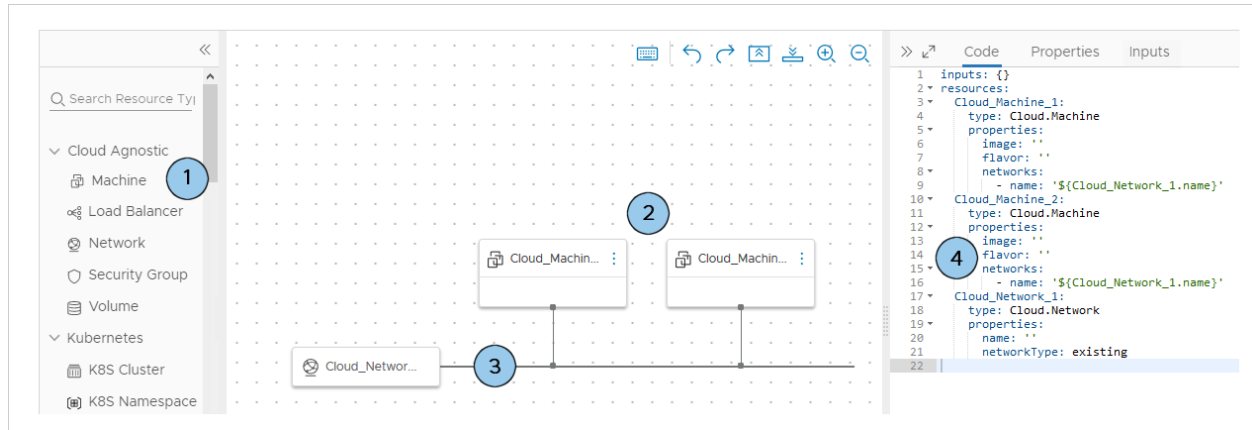 Search Resource Ty
Cloud Agnostic
Machine
1
Load Balancer
Network
Security Group
Volume
Kubernetes
K8S Cluster
K8S Namespace
2
Cloud_Machin...
Cloud_Machin...
Cloud_Networ...
3
Code Properties Inputs
1 inputs: {}
2 resources:
3 Cloud_Machine_1:
4 type: Cloud.Machine
5 properties:
6 image: ''
7 flavor: ''
8 networks:
9 - name: '${Cloud_Network_1.name}'
10 Cloud_Machine_2:
11 type: Cloud.Machine
12 properties:
13 image: ''
14 flavor: ''
15 networks:
16 - name: '${Cloud_Network_1.name}'
17 Cloud_Network_1:
18 type: Cloud.Network
19 properties:
20 name: ''
21 networkType: existing
22
4